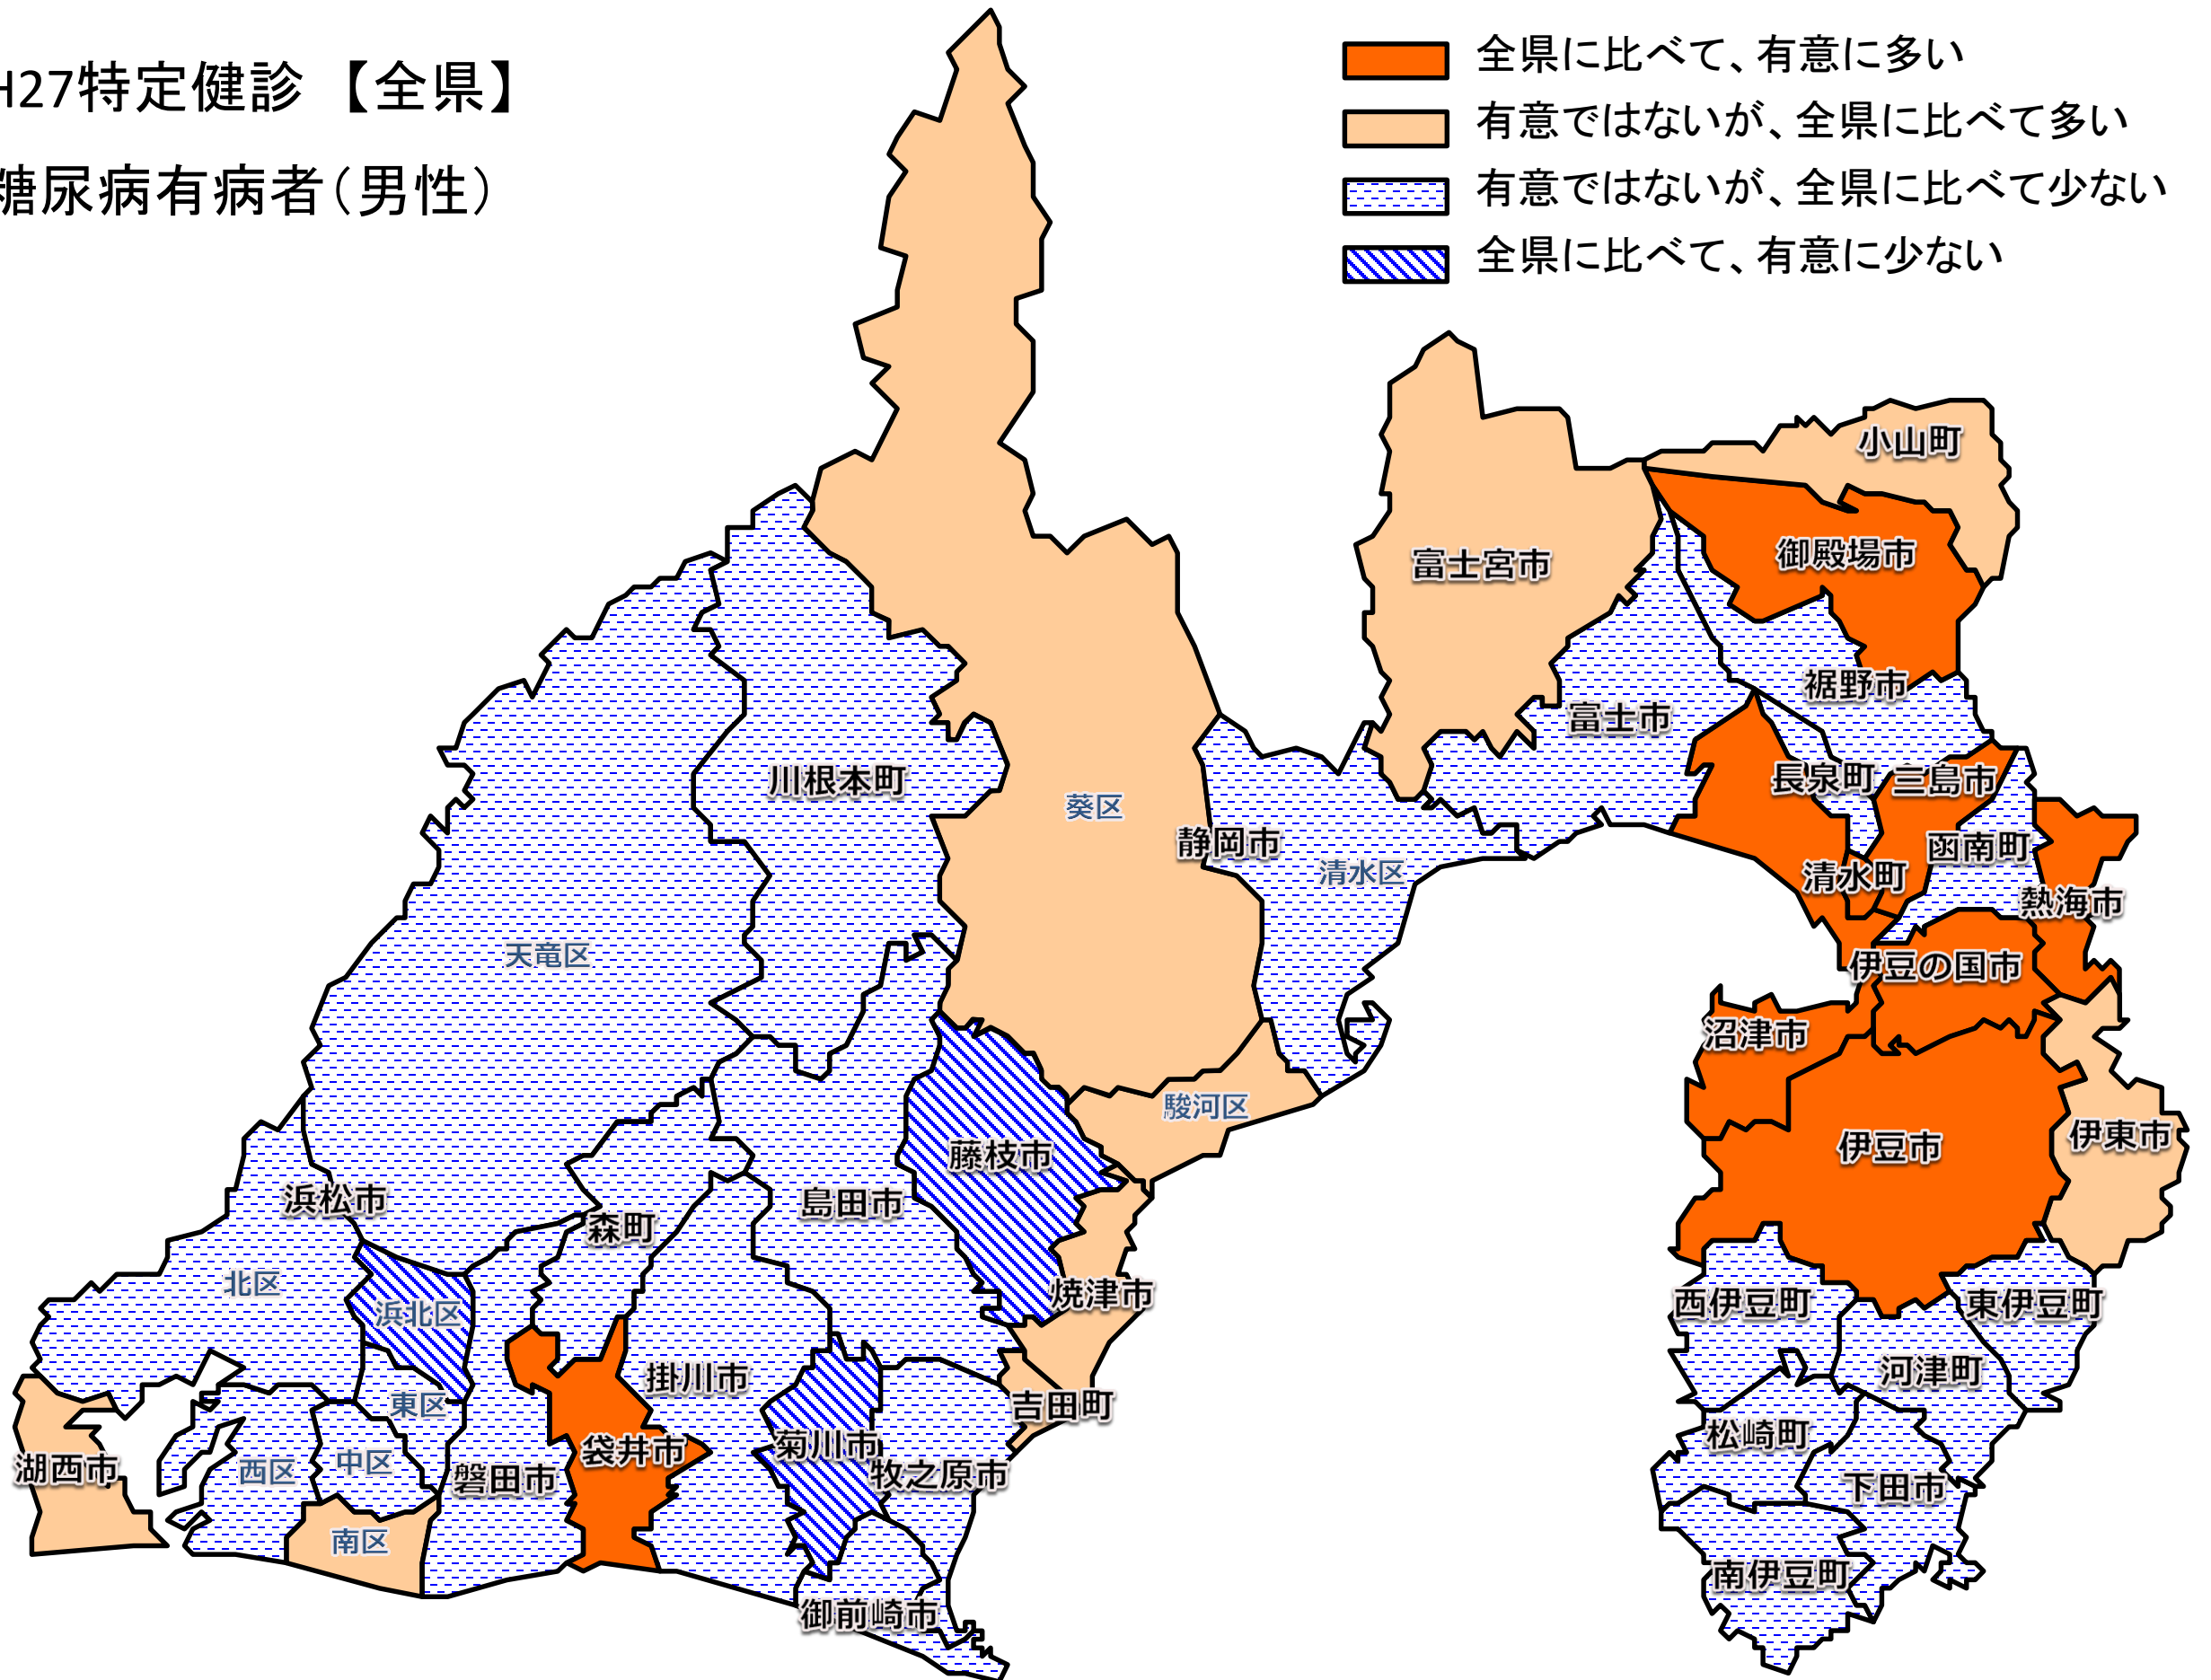 H27特定健診 【全県】
糖尿病有病者（男性）
全県に比べて、有意に多い
有意ではないが、全県に比べて多い
有意ではないが、全県に比べて少ない
全県に比べて、有意に少ない
小山町
御殿場市
富士宮市
裾野市
富士市
川根本町
長泉町
三島市
葵区
静岡市
清水区
函南町
清水町
熱海市
天竜区
伊豆の国市
沼津市
駿河区
伊東市
藤枝市
伊豆市
浜松市
島田市
森町
北区
浜北区
焼津市
西伊豆町
東伊豆町
掛川市
河津町
東区
吉田町
松崎町
袋井市
菊川市
湖西市
西区
中区
磐田市
牧之原市
下田市
南区
南伊豆町
御前崎市